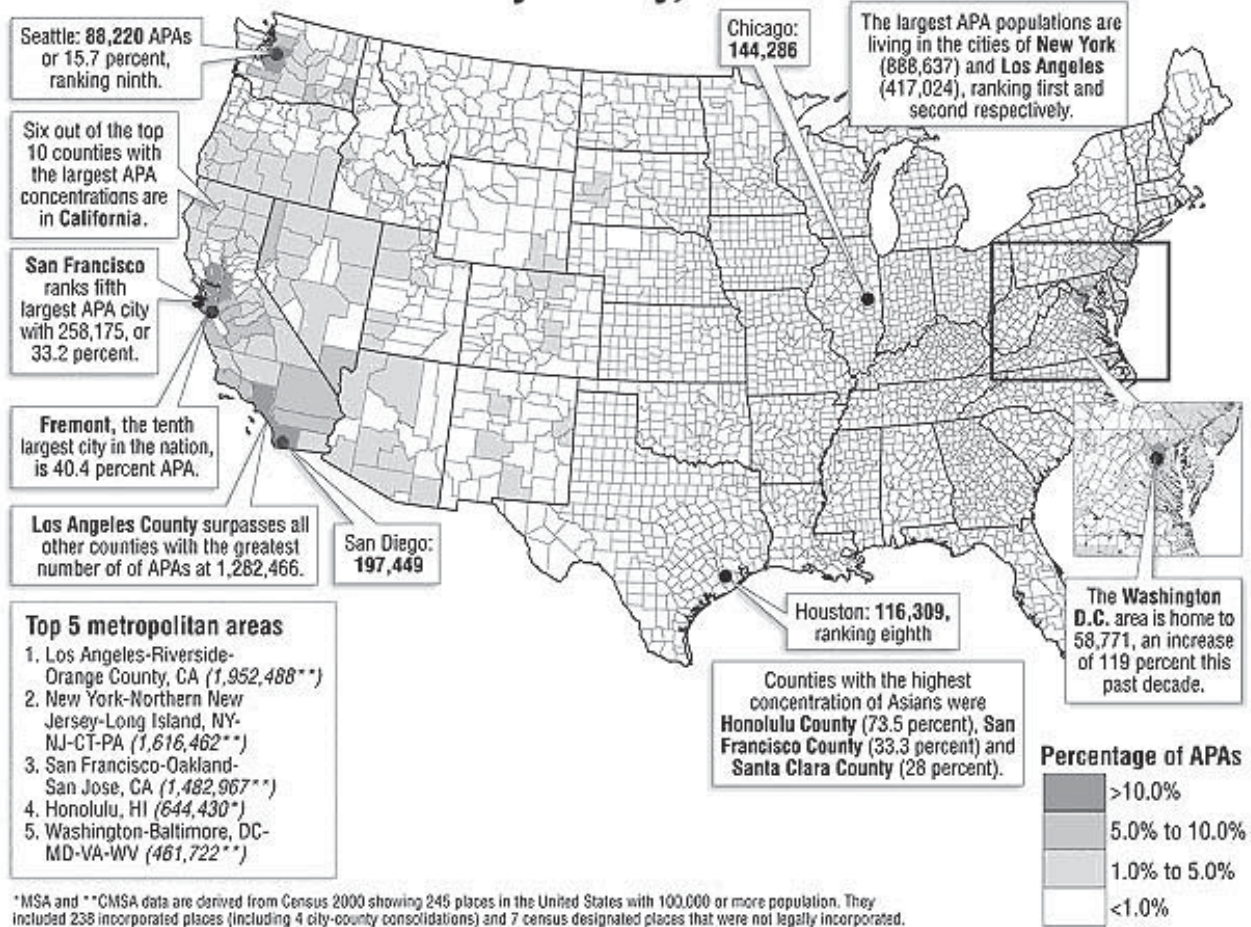 Seattle: 88,220 APAs
or 15.7 percent,
ranking ninth.
Six out of the top
10 counties with
the largest APA
concentrations are
in California.
San Francisco
ranks fifth
largest APA city
with 258,175, or
33.2 percent.
Fremont, the tenth
largest city in the nation,
is 40.4 percent APA.
Los Angeles County surpasses all
other counties with the greatest
number of of APAs at 1,282,466.
San Diego:
197,449
Chicago:
144,286
The largest APA populations are
living in the cities of New York
(888,637) and Los Angeles
(417,024), ranking first and
second respectively.
Houston: 116,309,
ranking eighth
The Washington
D.C. area is home to
58,771, an increase
of 119 percent this
past decade.
Counties with the highest
concentration of Asians were
Honolulu County (73.5 percent), San
Francisco County (33.3 percent) and
Santa Clara County (28 percent).
Top 5 metropolitan areas
1. Los Angeles-Riverside-
Orange County, CA (1,952,488**)
2. New York-Northern New
Jersey-Long Island, NY-
NJ-CT-PA (1,616,462**)
3. San Francisco-Oakland-
San Jose, CA (1,482,967**)
4. Honolulu, HI (644,430*)
5. Washington-Baltimore, DC-
MD-VA-WV (461,722**)
Percentage of APAs
>10.0%
5.0% to 10.0%
1.0% to 5.0%
<1.0%
*MSA and **CMSA data are derived from Census 2000 showing 245 places in the United States with 100,000 or more population. They
included 238 incorporated places (including 4 city-county consolidations) and 7 census designated places that were not legally incorporated.